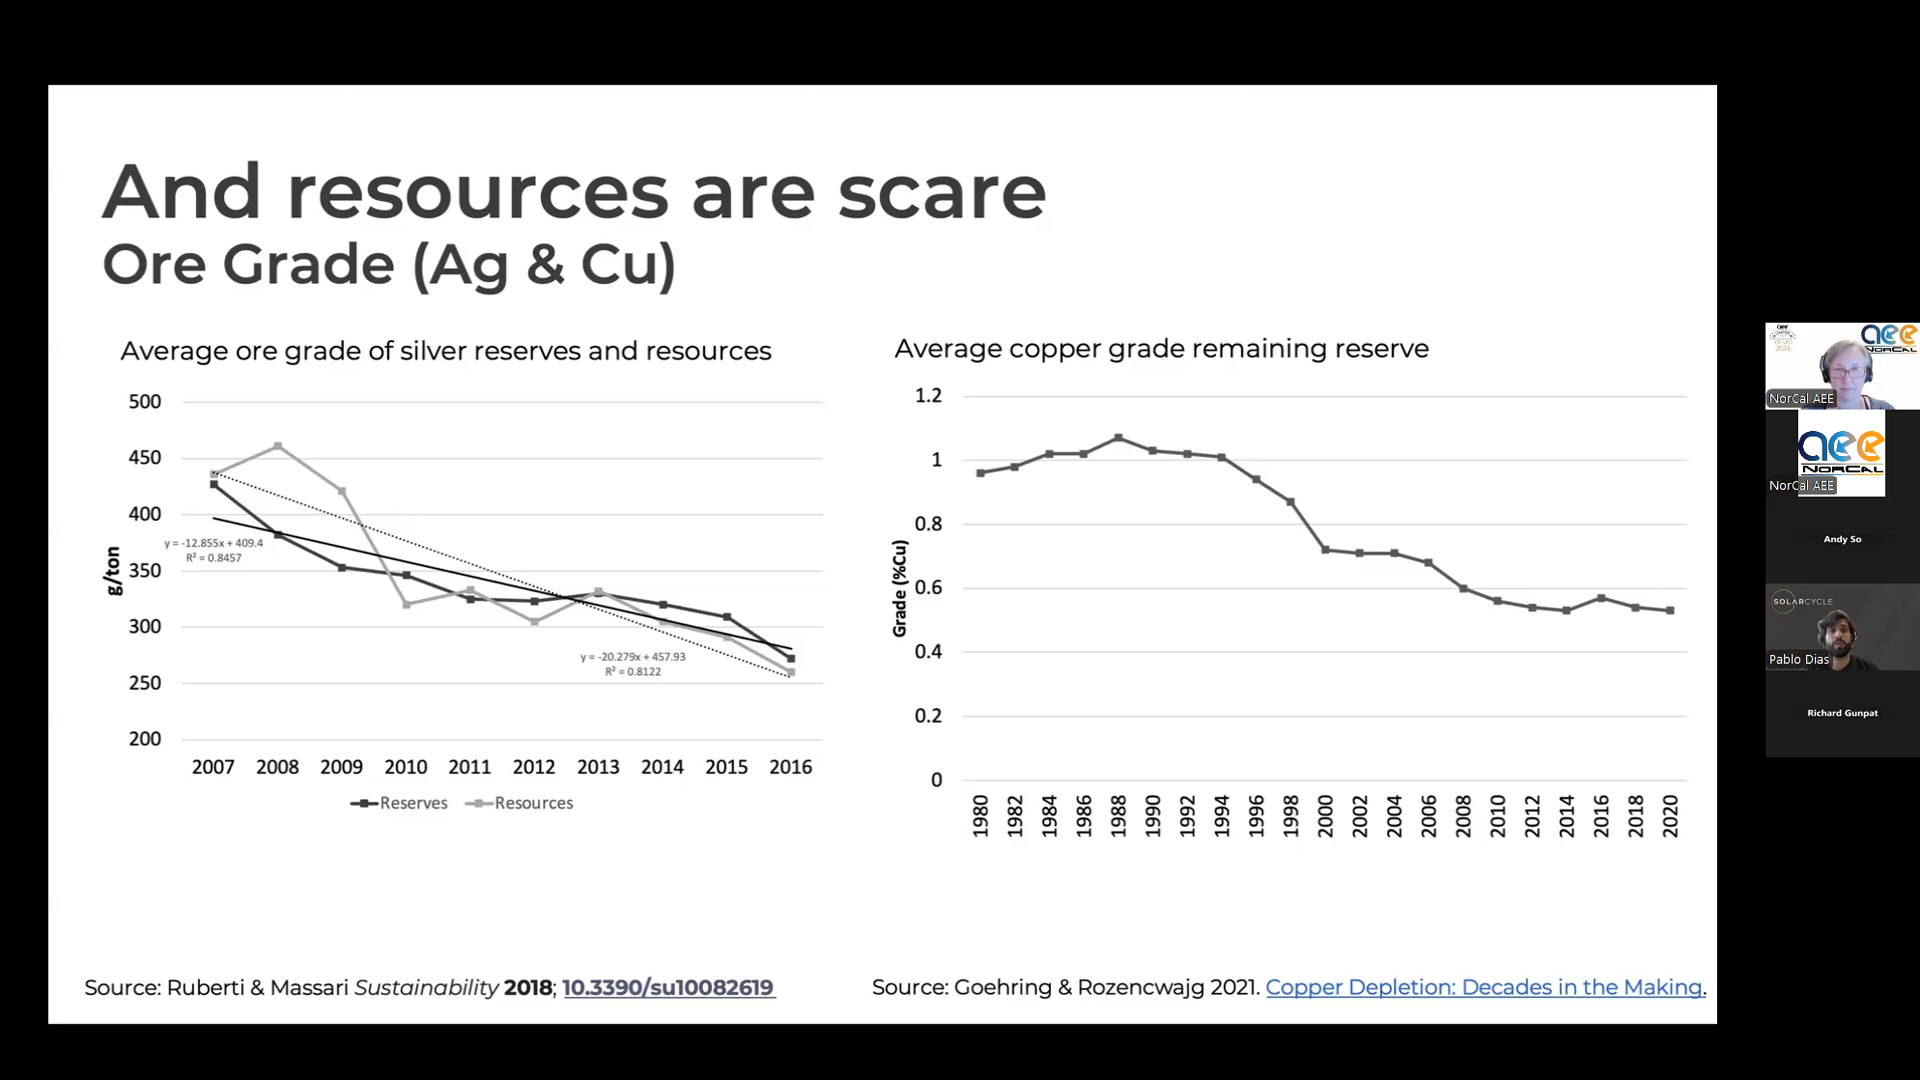 And resources are scare
Ore Grade (Ag & Cu)
Average ore grade of silver reserves and resources
500
450
400
350
300
250
200
g/ton
y = -12.855x + 409.4
R² = 0.8457
y = -20.279x + 457.93
R² = 0.8122
2007 2008 2009 2010 2011 2012 2013 2014 2015 2016
Reserves Resources
Average copper grade remaining reserve
1.2
1
0.8
0.6
0.4
0.2
0
Grade (%Cu)
1980 1982 1984 1986 1988 1990 1992 1994 1996 1998 2000 2002 2004 2006 2008 2010 2012 2014 2016 2018 2020
Source: Ruberti & Massari Sustainability 2018; 10.3390/su10082619
Source: Goehring & Rozencwajg 2021. Copper Depletion: Decades in the Making.
aee
NORCAL
2024
NorCal AEE
aee
NORCAL
NorCal AEE
Andy So
SOLARCYCLE
Pablo Dias
Richard Gunpat